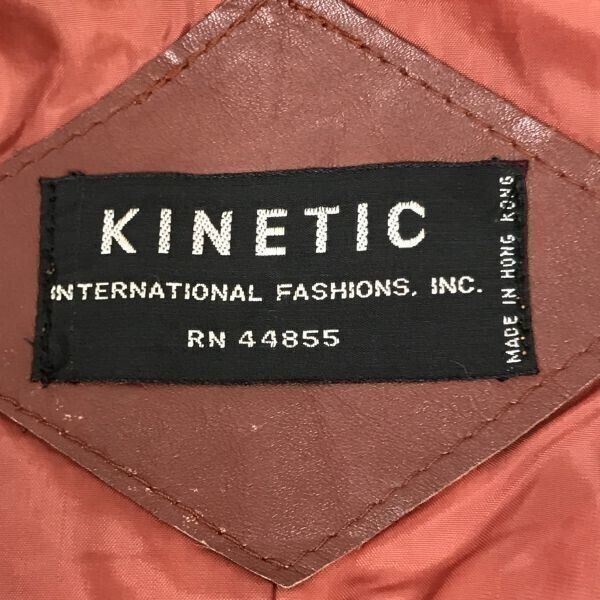 KINETIC
INTERNATIONAL FASHIONS, INC.
RN 44855
MADE IN HONG KONG